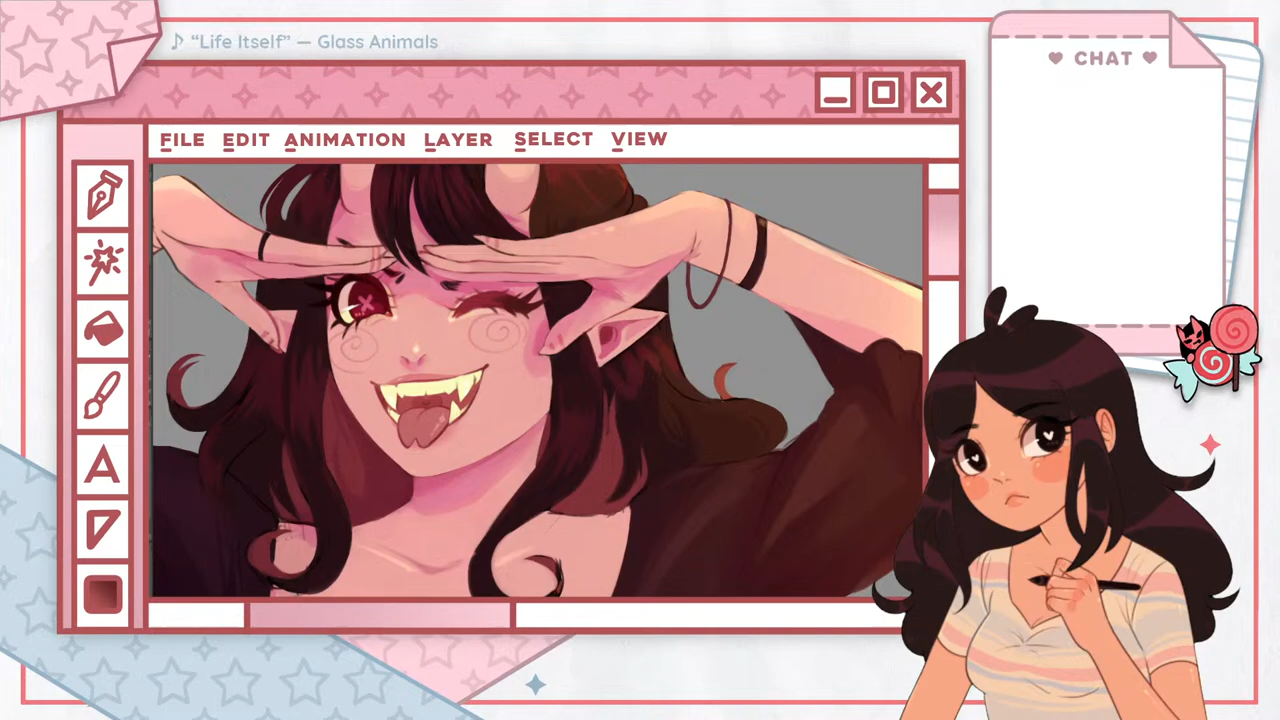 ♪ “Life Itself” — Glass Animals
♥ CHAT ♥
FILE EDIT ANIMATION LAYER SELECT VIEW
A